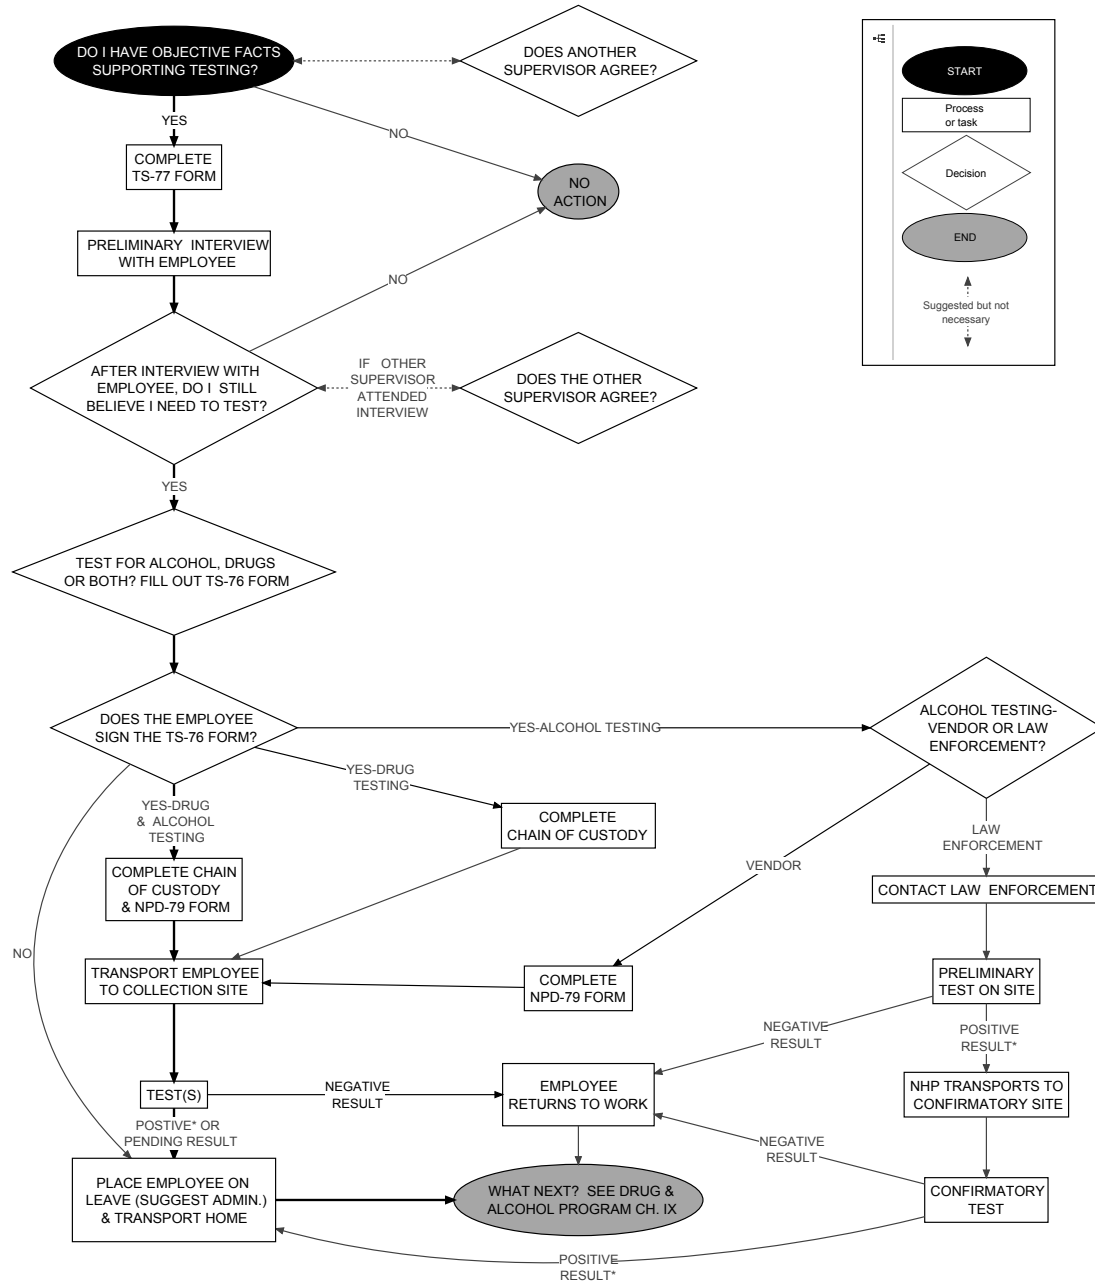 DO I HAVE OBJECTIVE FACTS
SUPPORTING TESTING?
DOES ANOTHER
SUPERVISOR AGREE?
START
Process
or task
Decision
END
Suggested but not
necessary
YES
NO
COMPLETE
TS-77 FORM
NO
ACTION
PRELIMINARY INTERVIEW
WITH EMPLOYEE
NO
AFTER INTERVIEW WITH
EMPLOYEE, DO I STILL
BELIEVE I NEED TO TEST?
IF OTHER
SUPERVISOR
ATTENDED
INTERVIEW
DOES THE OTHER
SUPERVISOR AGREE?
YES
TEST FOR ALCOHOL, DRUGS
OR BOTH? FILL OUT TS-76 FORM
DOES THE EMPLOYEE
SIGN THE TS-76 FORM?
YES-ALCOHOL TESTING
ALCOHOL TESTING-
VENDOR OR LAW
ENFORCEMENT?
YES-DRUG
TESTING
YES-DRUG
& ALCOHOL
TESTING
COMPLETE
CHAIN OF CUSTODY
LAW
ENFORCEMENT
VENDOR
COMPLETE CHAIN
OF CUSTODY
& NPD-79 FORM
CONTACT LAW ENFORCEMENT
NO
TRANSPORT EMPLOYEE
TO COLLECTION SITE
COMPLETE
NPD-79 FORM
PRELIMINARY
TEST ON SITE
NEGATIVE
RESULT
POSITIVE
RESULT*
TEST(S)
NEGATIVE
RESULT
EMPLOYEE
RETURNS TO WORK
NHP TRANSPORTS TO
CONFIRMATORY SITE
POSTIVE* OR
PENDING RESULT
NEGATIVE
RESULT
PLACE EMPLOYEE ON
LEAVE (SUGGEST ADMIN.)
& TRANSPORT HOME
WHAT NEXT? SEE DRUG &
ALCOHOL PROGRAM CH. IX
CONFIRMATORY
TEST
POSITIVE
RESULT*